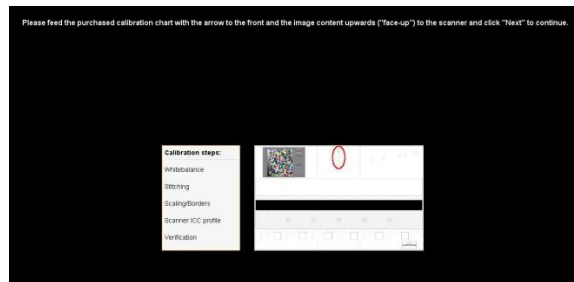 Please feed the purchased calibration chart with the arrow to the front and the image content upwards ("face-up") to the scanner and click "Next" to continue.
Calibration steps:
Whitebalance
Stitching
Scaling/Borders
Scanner ICC profile
Verification